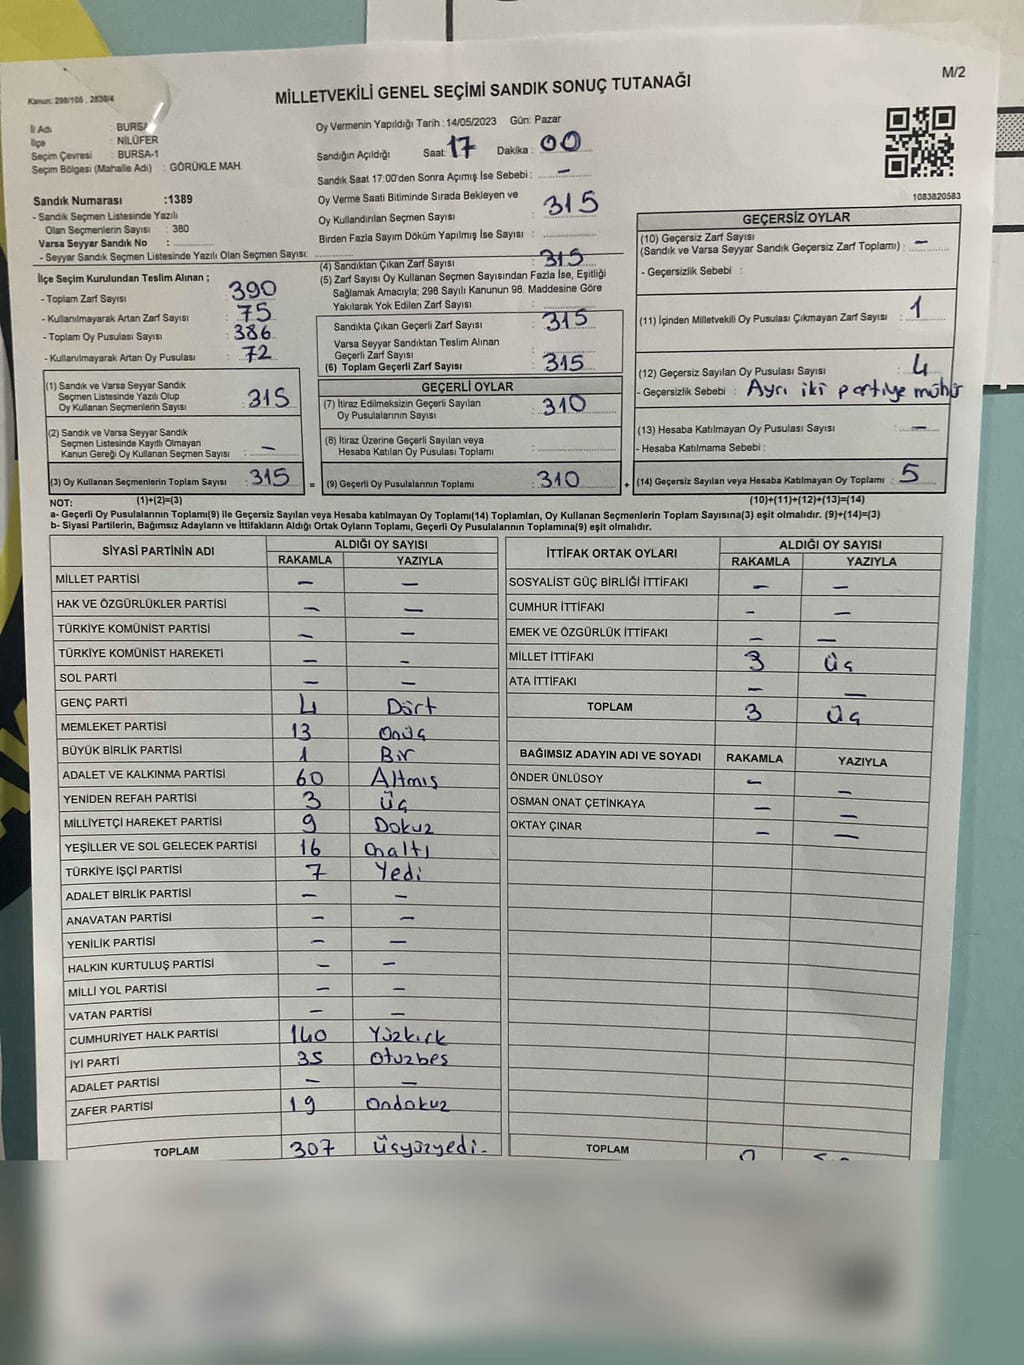 M/2
Kanun: 298/105 , 2839/4
MİLLETVEKİLİ GENEL SEÇİMİ SANDIK SONUÇ TUTANAĞI
İl Adı : BURSA
İlçe : NİLÜFER
Seçim Çevresi : BURSA-1
Seçim Bölgesi (Mahalle Adı) : GÖRÜKLE MAH.
Sandık Numarası :1389
- Sandık Seçmen Listesinde Yazılı
Olan Seçmenlerin Sayısı : 380
Varsa Seyyar Sandık No :
- Seyyar Sandık Seçmen Listesinde Yazılı Olan Seçmen Sayısı:
İlçe Seçim Kurulundan Teslim Alınan ;
- Toplam Zarf Sayısı : 390
- Kullanılmayarak Artan Zarf Sayısı : 75
- Toplam Oy Pusulası Sayısı : 386
- Kullanılmayarak Artan Oy Pusulası : 72
(1) Sandık ve Varsa Seyyar Sandık
Seçmen Listesinde Yazılı Olup
Oy Kullanan Seçmenlerin Sayısı : 315
(2) Sandık ve Varsa Seyyar Sandık
Seçmen Listesinde Kayıtlı Olmayan
Kanun Gereği Oy Kullanan Seçmen Sayısı : —
(3) Oy Kullanan Seçmenlerin Toplam Sayısı : 315
Oy Vermenin Yapıldığı Tarih :14/05/2023 Gün: Pazar
Sandığın Açıldığı Saat: 17 Dakika : 00
Sandık Saat 17:00'den Sonra Açımış İse Sebebi : —
Oy Verme Saati Bitiminde Sırada Bekleyen ve
Oy Kullandırılan Seçmen Sayısı : 315
Birden Fazla Sayım Döküm Yapılmış İse Sayısı :
(4) Sandıktan Çıkan Zarf Sayısı : 315
(5) Zarf Sayısı Oy Kullanan Seçmen Sayısından Fazla İse, Eşitliği
Sağlamak Amacıyla; 298 Sayılı Kanunun 98. Maddesine Göre
Yakılarak Yok Edilen Zarf Sayısı :
Sandıkta Çıkan Geçerli Zarf Sayısı : 315
Varsa Seyyar Sandıktan Teslim Alınan
Geçerli Zarf Sayısı :
(6) Toplam Geçerli Zarf Sayısı : 315
GEÇERLİ OYLAR
(7) İtiraz Edilmeksizin Geçerli Sayılan
Oy Pusulalarının Sayısı : 310
(8) İtiraz Üzerine Geçerli Sayılan veya
Hesaba Katılan Oy Pusulası Toplamı :
= (9) Geçerli Oy Pusulalarının Toplamı : 310 +
1083820583
GEÇERSİZ OYLAR
(10) Geçersiz Zarf Sayısı
(Sandık ve Varsa Seyyar Sandık Geçersiz Zarf Toplamı) : —
- Geçersizlik Sebebi :
(11) İçinden Milletvekili Oy Pusulası Çıkmayan Zarf Sayısı : 1
(12) Geçersiz Sayılan Oy Pusulası Sayısı : 4
- Geçersizlik Sebebi : Ayrı iki partiye mühür
(13) Hesaba Katılmayan Oy Pusulası Sayısı : —
- Hesaba Katılmama Sebebi :
(14) Geçersiz Sayılan veya Hesaba Katılmayan Oy Toplamı : 5
NOT: (1)+(2)=(3) (10)+(11)+(12)+(13)=(14)
a- Geçerli Oy Pusulalarının Toplamı(9) ile Geçersiz Sayılan veya Hesaba katılmayan Oy Toplamı(14) Toplamları, Oy Kullanan Seçmenlerin Toplam Sayısına(3) eşit olmalıdır. (9)+(14)=(3)
b- Siyasi Partilerin, Bağımsız Adayların ve İttifakların Aldığı Ortak Oyların Toplamı, Geçerli Oy Pusulalarının Toplamına(9) eşit olmalıdır.
SİYASİ PARTİNİN ADI ALDIĞI OY SAYISI
RAKAMLA YAZIYLA
MİLLET PARTİSİ — —
HAK VE ÖZGÜRLÜKLER PARTİSİ — —
TÜRKİYE KOMÜNİST PARTİSİ — —
TÜRKİYE KOMÜNİST HAREKETİ — —
SOL PARTİ — —
GENÇ PARTİ 4 Dört
MEMLEKET PARTİSİ 13 Onüç
BÜYÜK BİRLİK PARTİSİ 1 Bir
ADALET VE KALKINMA PARTİSİ 60 Altmış
YENİDEN REFAH PARTİSİ 3 Üç
MİLLİYETÇİ HAREKET PARTİSİ 9 Dokuz
YEŞİLLER VE SOL GELECEK PARTİSİ 16 Onaltı
TÜRKİYE İŞÇİ PARTİSİ 7 Yedi
ADALET BİRLİK PARTİSİ — —
ANAVATAN PARTİSİ — —
YENİLİK PARTİSİ — —
HALKIN KURTULUŞ PARTİSİ — —
MİLLİ YOL PARTİSİ — —
VATAN PARTİSİ — —
CUMHURİYET HALK PARTİSİ 140 Yüzkırk
İYİ PARTİ 35 Otuzbeş
ADALET PARTİSİ — —
ZAFER PARTİSİ 19 Ondokuz
TOPLAM 307 Üçyüzyedi-
İTTİFAK ORTAK OYLARI ALDIĞI OY SAYISI
RAKAMLA YAZIYLA
SOSYALİST GÜÇ BİRLİĞİ İTTİFAKI — —
CUMHUR İTTİFAKI — —
EMEK VE ÖZGÜRLÜK İTTİFAKI — —
MİLLET İTTİFAKI 3 Üç
ATA İTTİFAKI — —
TOPLAM 3 Üç
BAĞIMSIZ ADAYIN ADI VE SOYADI RAKAMLA YAZIYLA
ÖNDER ÜNLÜSOY — —
OSMAN ONAT ÇETİNKAYA — —
OKTAY ÇINAR — —
TOPLAM